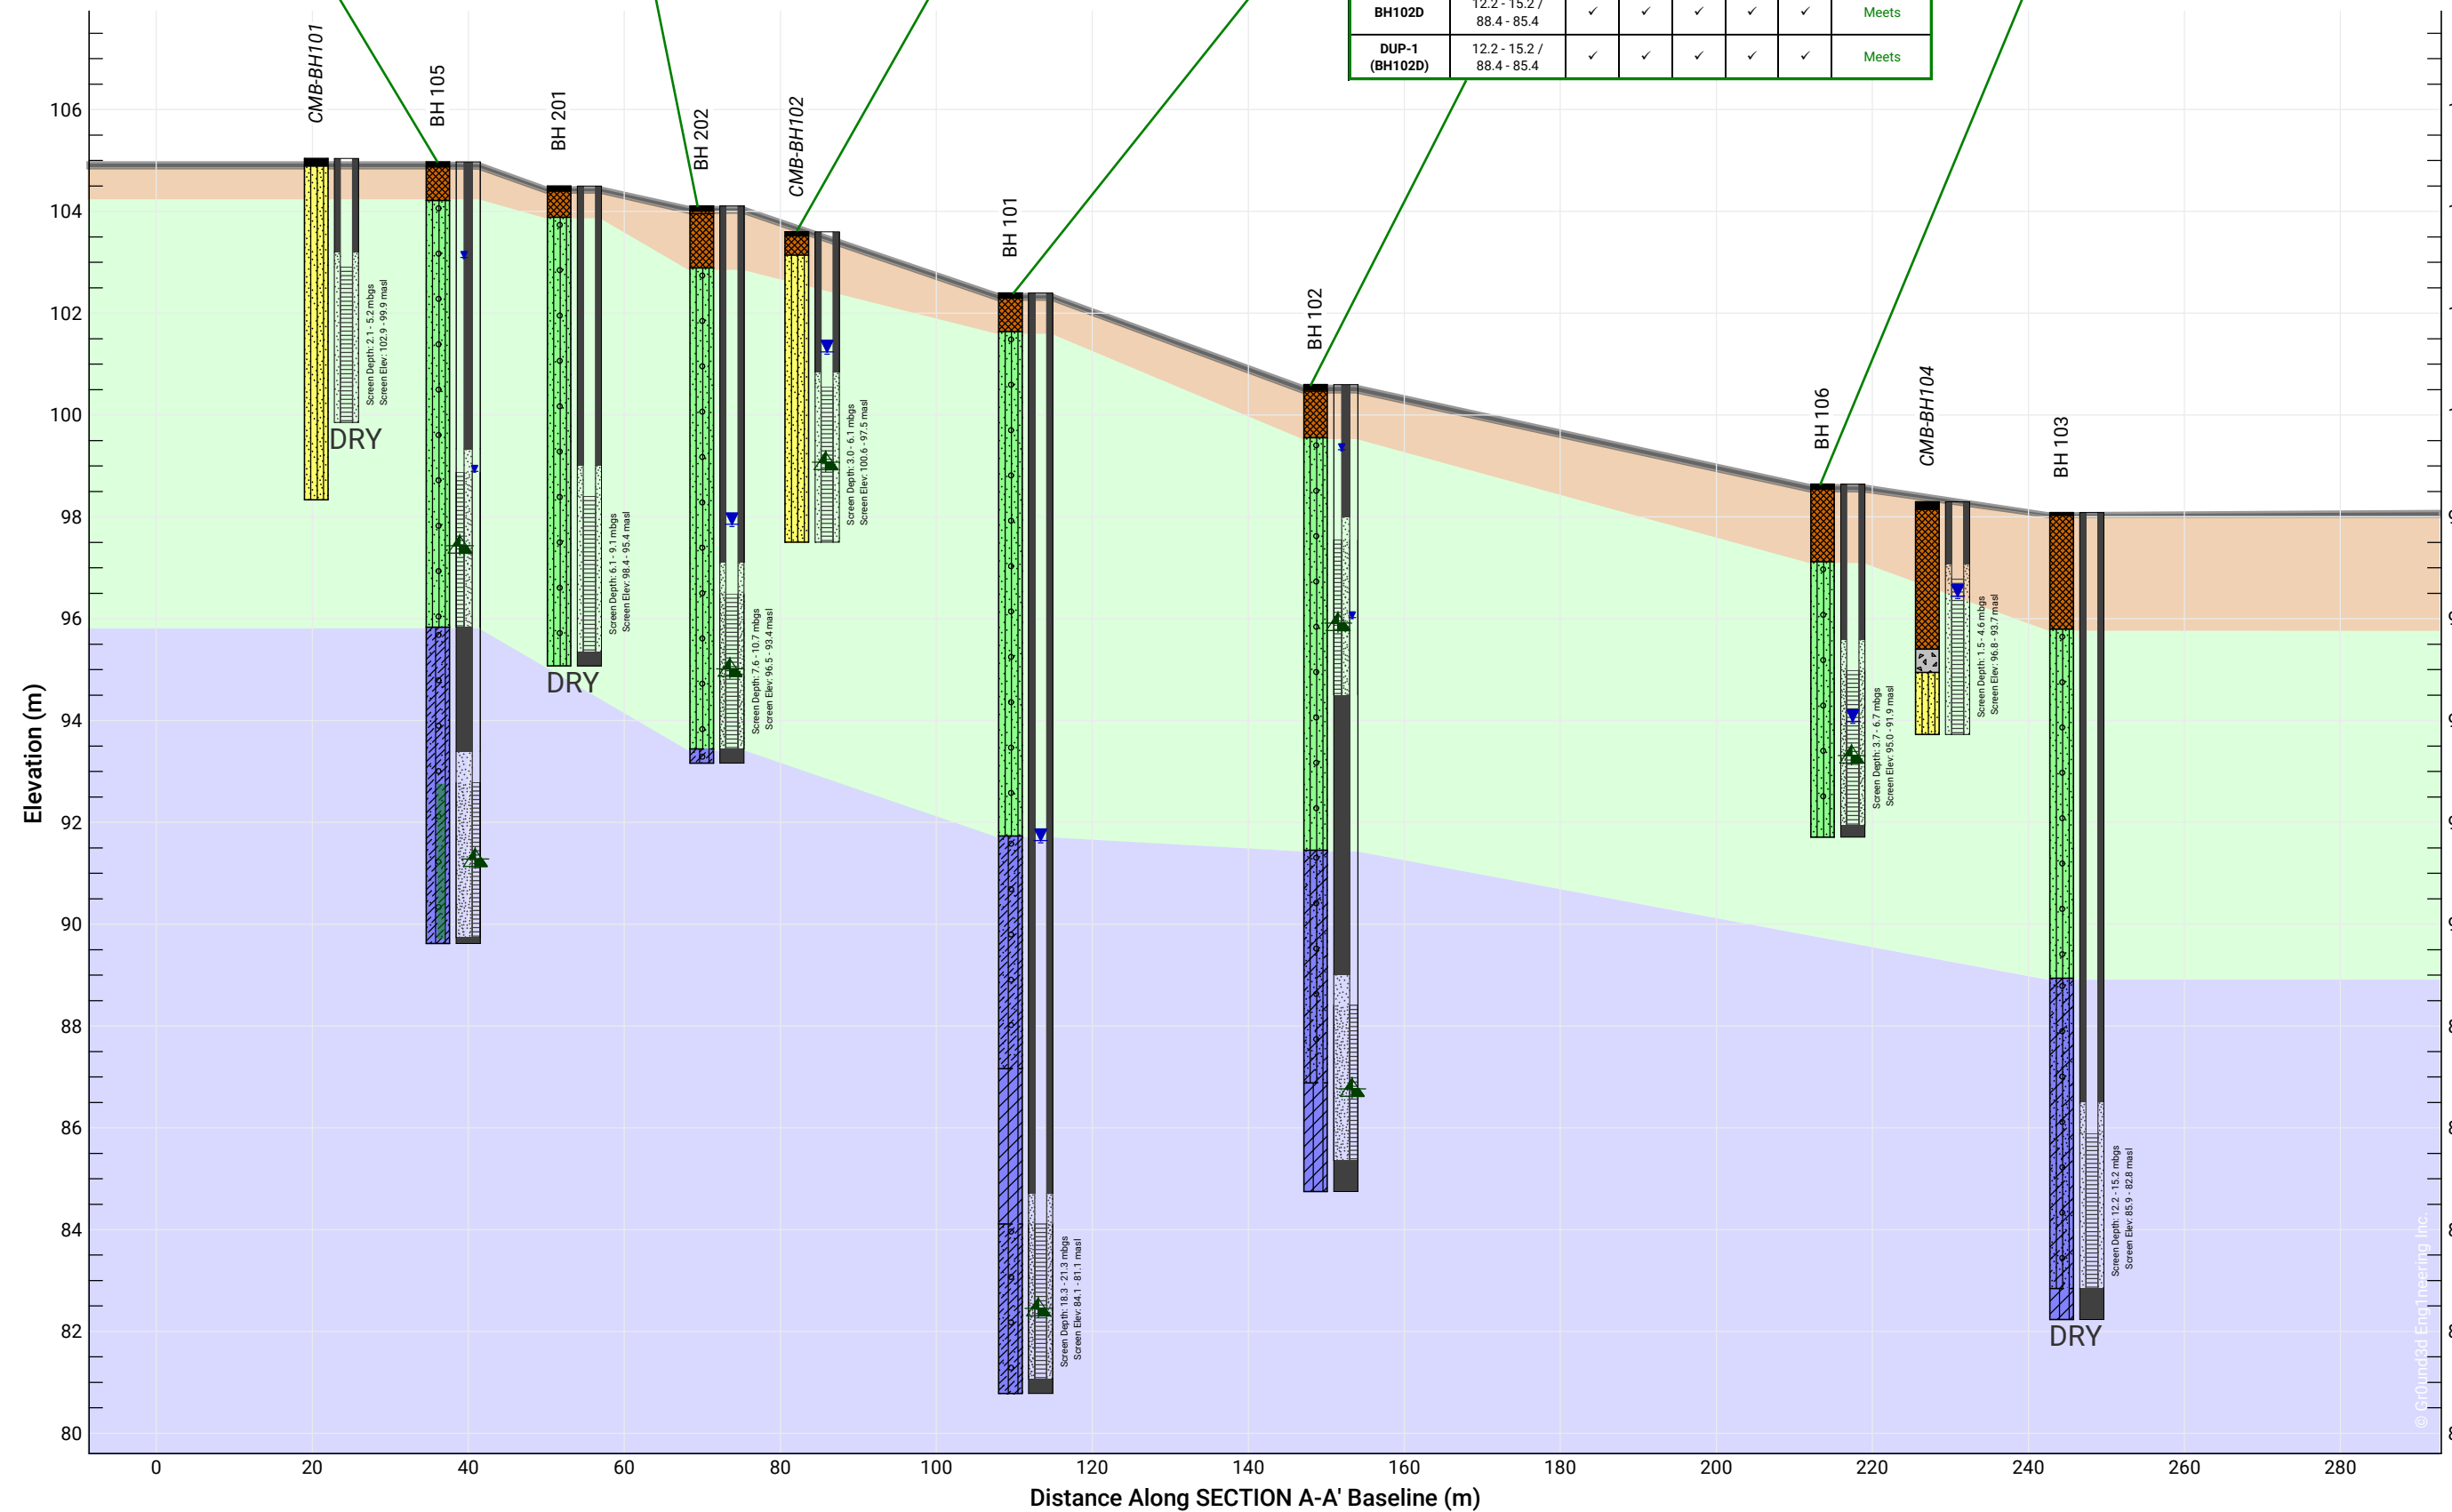 BH102D
12.2 - 15.2 /
88.4 - 85.4
✓ ✓ ✓ ✓ ✓
Meets
DUP-1
(BH102D)
12.2 - 15.2 /
88.4 - 85.4
✓ ✓ ✓ ✓ ✓
Meets
CMB-BH101
BH 105
BH 201
BH 202
CMB-BH102
BH 101
BH 102
BH 106
CMB-BH104
BH 103
Screen Depth: 2.1 - 5.2 mbgs
Screen Elev: 102.9 - 99.9 masl
DRY
Screen Depth: 6.1 - 9.1 mbgs
Screen Elev: 98.4 - 95.4 masl
DRY
Screen Depth: 7.6 - 10.7 mbgs
Screen Elev: 96.5 - 93.4 masl
Screen Depth: 3.0 - 6.1 mbgs
Screen Elev: 100.6 - 97.5 masl
Screen Depth: 18.3 - 21.3 mbgs
Screen Elev: 84.1 - 81.1 masl
Screen Depth: 3.7 - 6.7 mbgs
Screen Elev: 95.0 - 91.9 masl
Screen Depth: 1.5 - 4.6 mbgs
Screen Elev: 96.8 - 93.7 masl
Screen Depth: 12.2 - 15.2 mbgs
Screen Elev: 85.9 - 82.8 masl
DRY
Elevation (m)
106
104
102
100
98
96
94
92
90
88
86
84
82
80
0 20 40 60 80 100 120 140 160 180 200 220 240 260 280
Distance Along SECTION A-A' Baseline (m)
© Gr0und3d Eng1neering Inc.